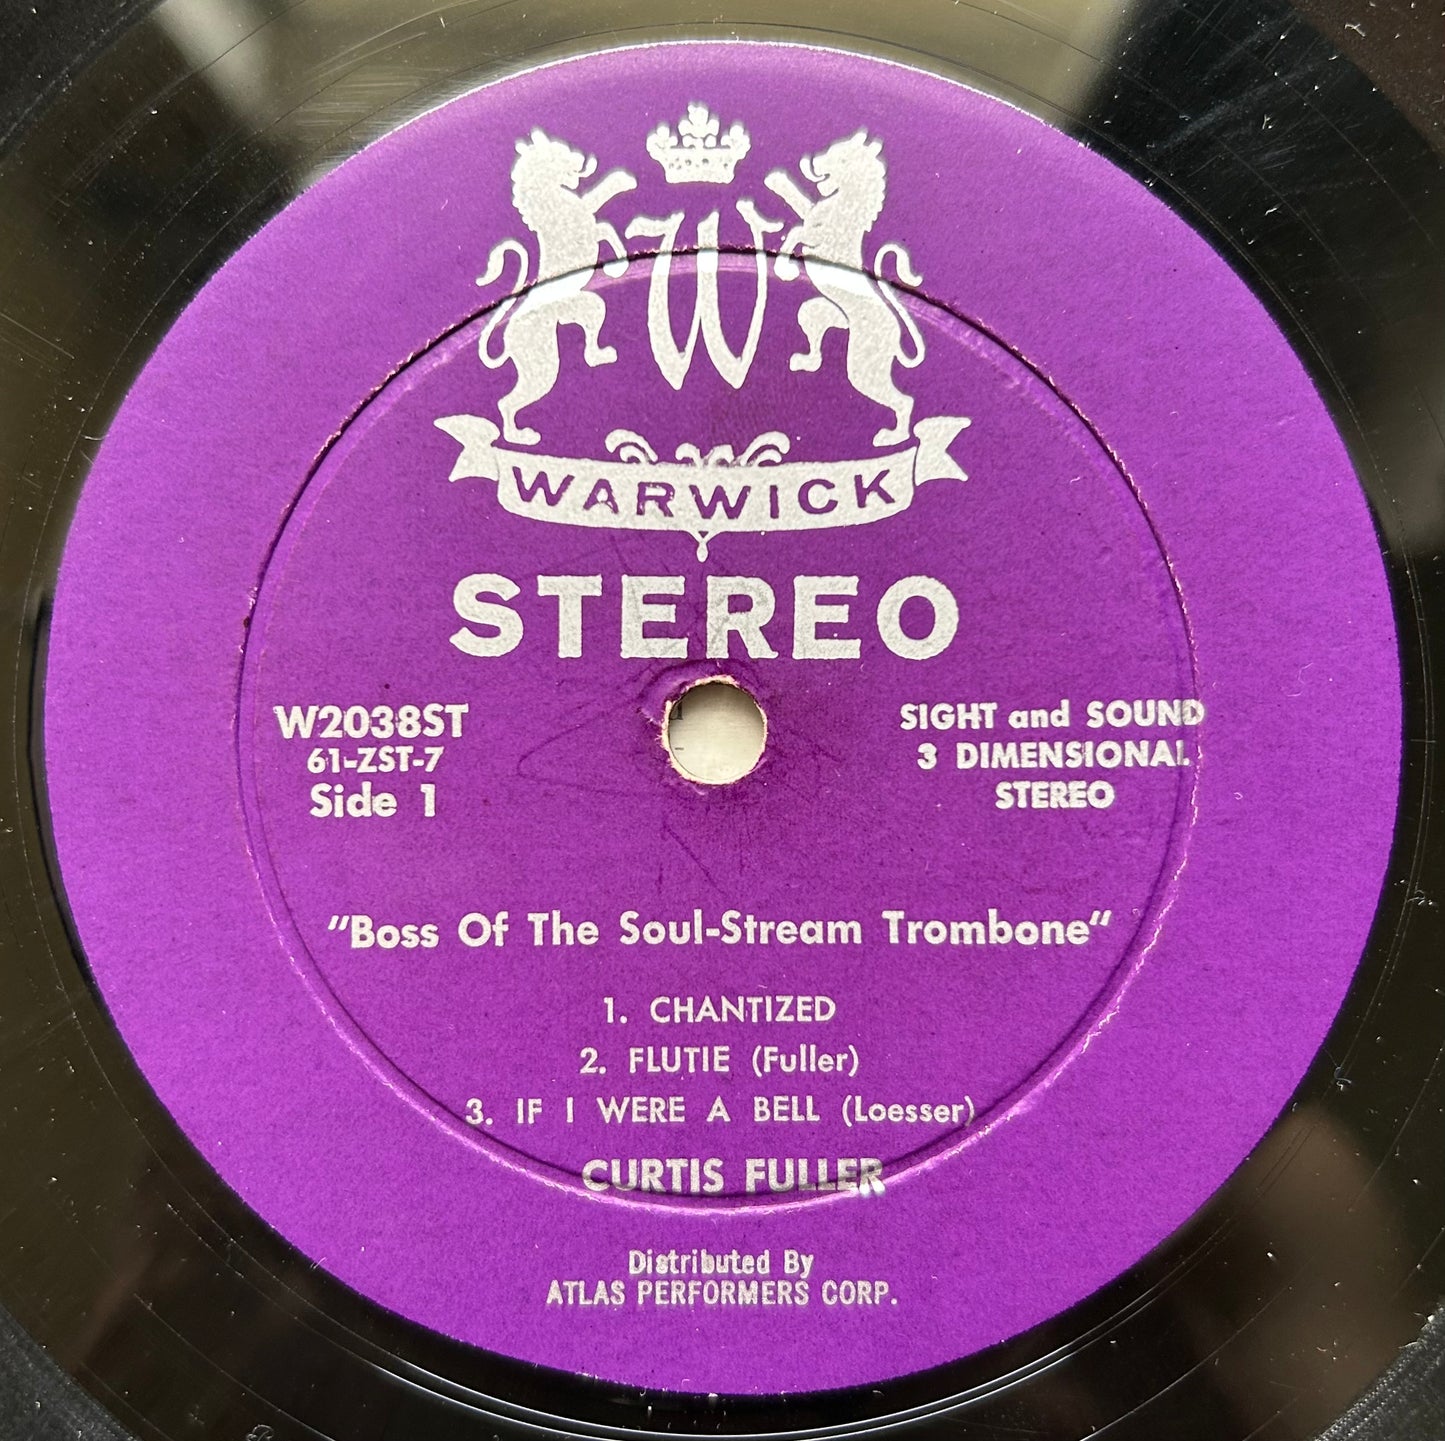 W
WARWICK
STEREO
W2038ST
61-ZST-7
Side 1
SIGHT and SOUND
3 DIMENSIONAL
STEREO
"Boss Of The Soul-Stream Trombone"
1. CHANTIZED
2. FLUTIE (Fuller)
3. IF I WERE A BELL (Loesser)
CURTIS FULLER
Distributed By
ATLAS PERFORMERS CORP.